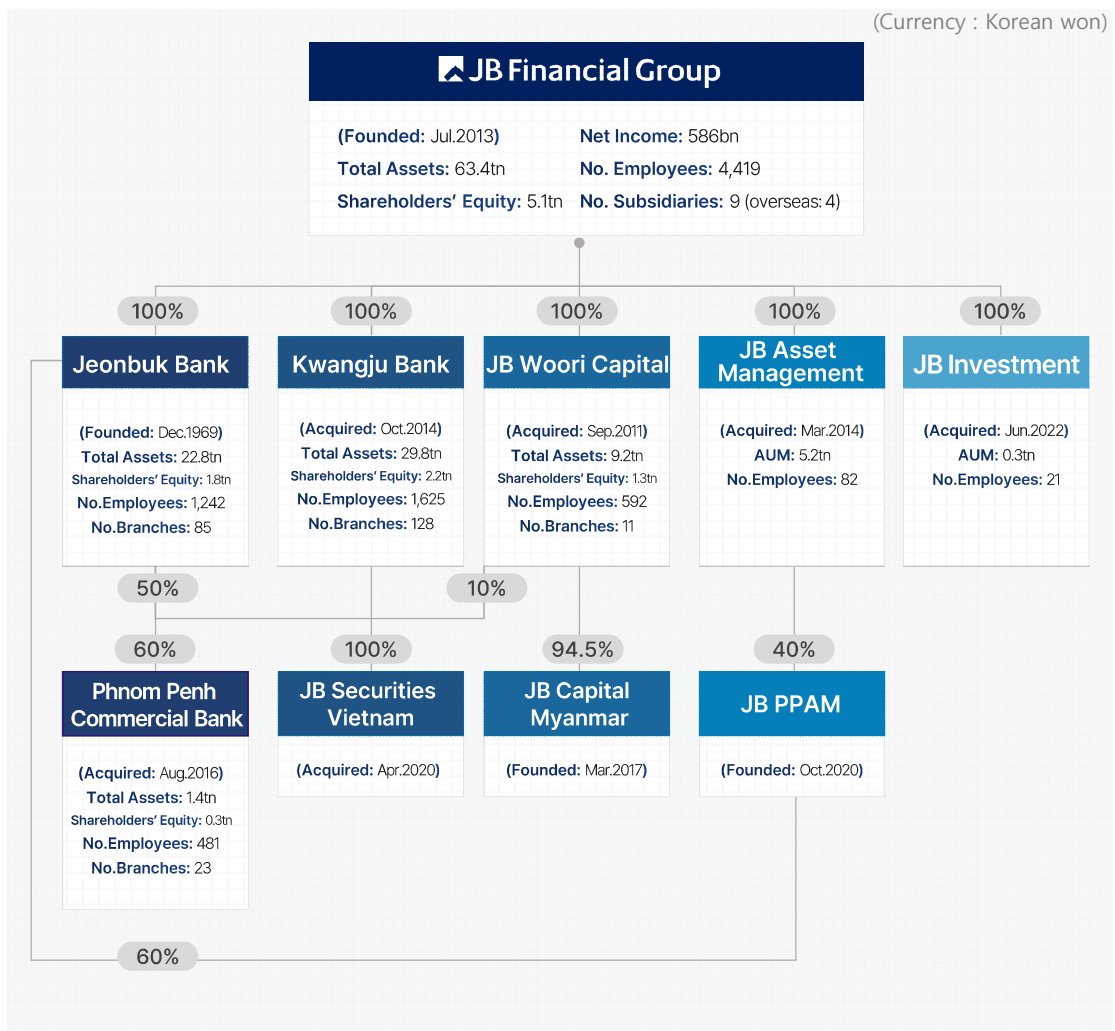 (Currency : Korean won)
JB Financial Group
(Founded: Jul.2013)
Net Income: 586bn
Total Assets: 63.4tn
No. Employees: 4,419
Shareholders' Equity: 5.1tn
No. Subsidiaries: 9 (overseas: 4)
100%
100%
100%
100%
100%
Jeonbuk Bank
(Founded: Dec.1969)
Total Assets: 22.8tn
Shareholders' Equity: 1.8tn
No.Employees: 1,242
No.Branches: 85
Kwangju Bank
(Acquired: Oct.2014)
Total Assets: 29.8tn
Shareholders' Equity: 2.2tn
No.Employees: 1,625
No.Branches: 128
JB Woori Capital
(Acquired: Sep.2011)
Total Assets: 9.2tn
Shareholders' Equity: 1.3tn
No.Employees: 592
No.Branches: 11
JB Asset
Management
(Acquired: Mar.2014)
AUM: 5.2tn
No.Employees: 82
JB Investment
(Acquired: Jun.2022)
AUM: 0.3tn
No.Employees: 21
50%
10%
60%
100%
94.5%
40%
Phnom Penh
Commercial Bank
(Acquired: Aug.2016)
Total Assets: 1.4tn
Shareholders' Equity: 0.3tn
No.Employees: 481
No.Branches: 23
JB Securities
Vietnam
(Acquired: Apr.2020)
JB Capital
Myanmar
(Founded: Mar.2017)
JB PPAM
(Founded: Oct.2020)
60%